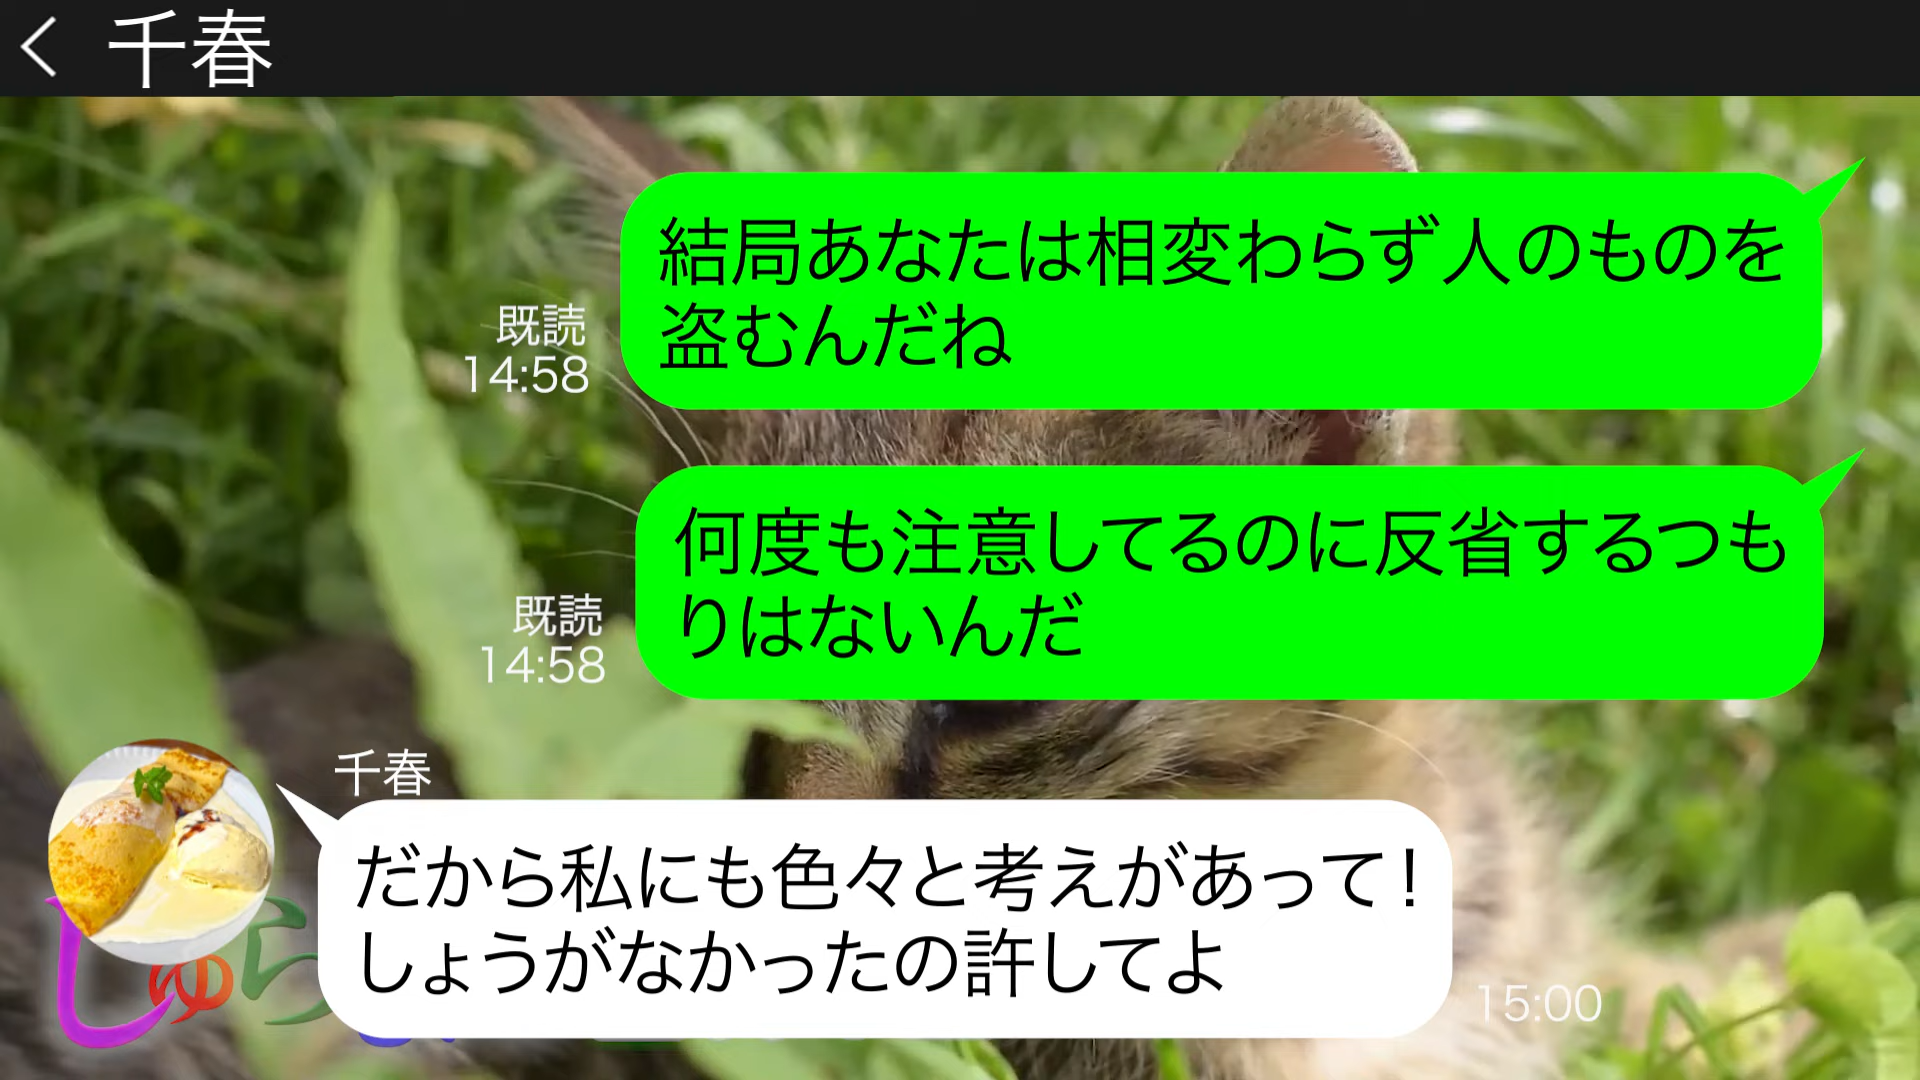 千春
結局あなたは相変わらず人のものを
盗むんだね
既読
14:58
何度も注意してるのに反省するつも
りはないんだ
既読
14:58
千春
だから私にも色々と考えがあって！
しょうがなかったの許してよ
15:00
しゅら